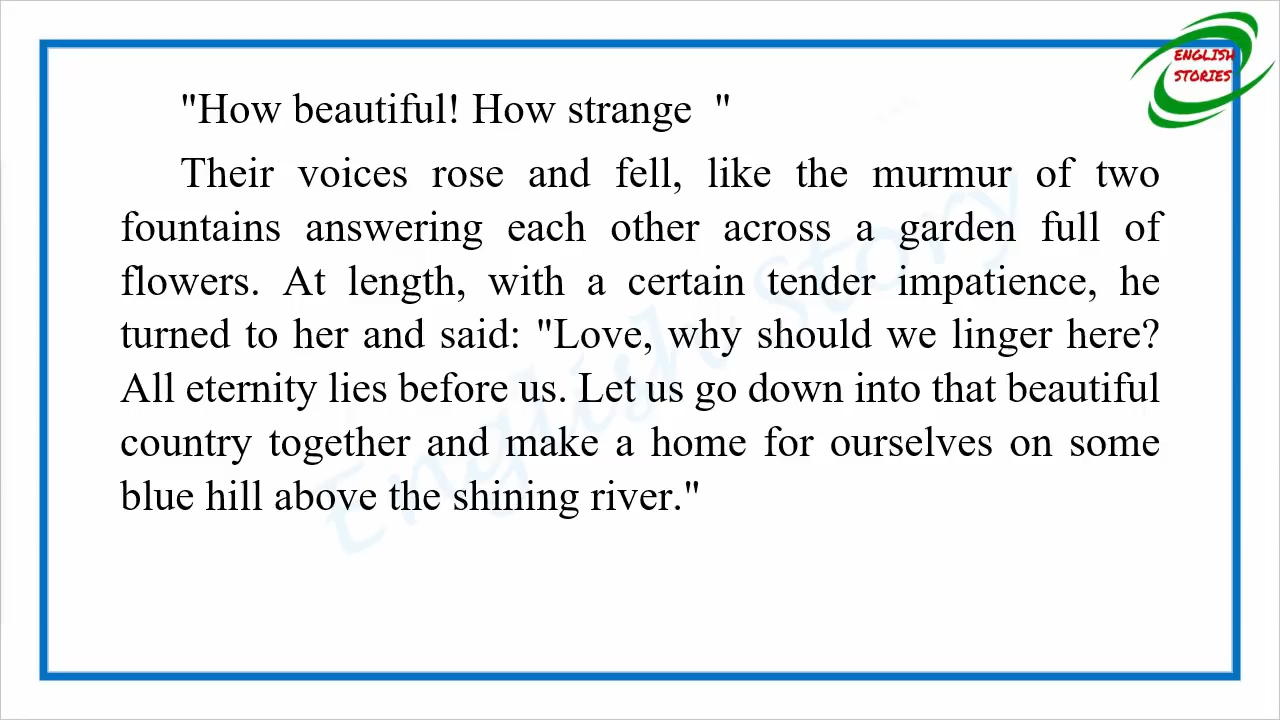 ENGLISH
STORIES
"How beautiful! How strange  "
Their voices rose and fell, like the murmur of two
fountains answering each other across a garden full of
flowers. At length, with a certain tender impatience, he
turned to her and said: "Love, why should we linger here?
All eternity lies before us. Let us go down into that beautiful
country together and make a home for ourselves on some
blue hill above the shining river."
English Story